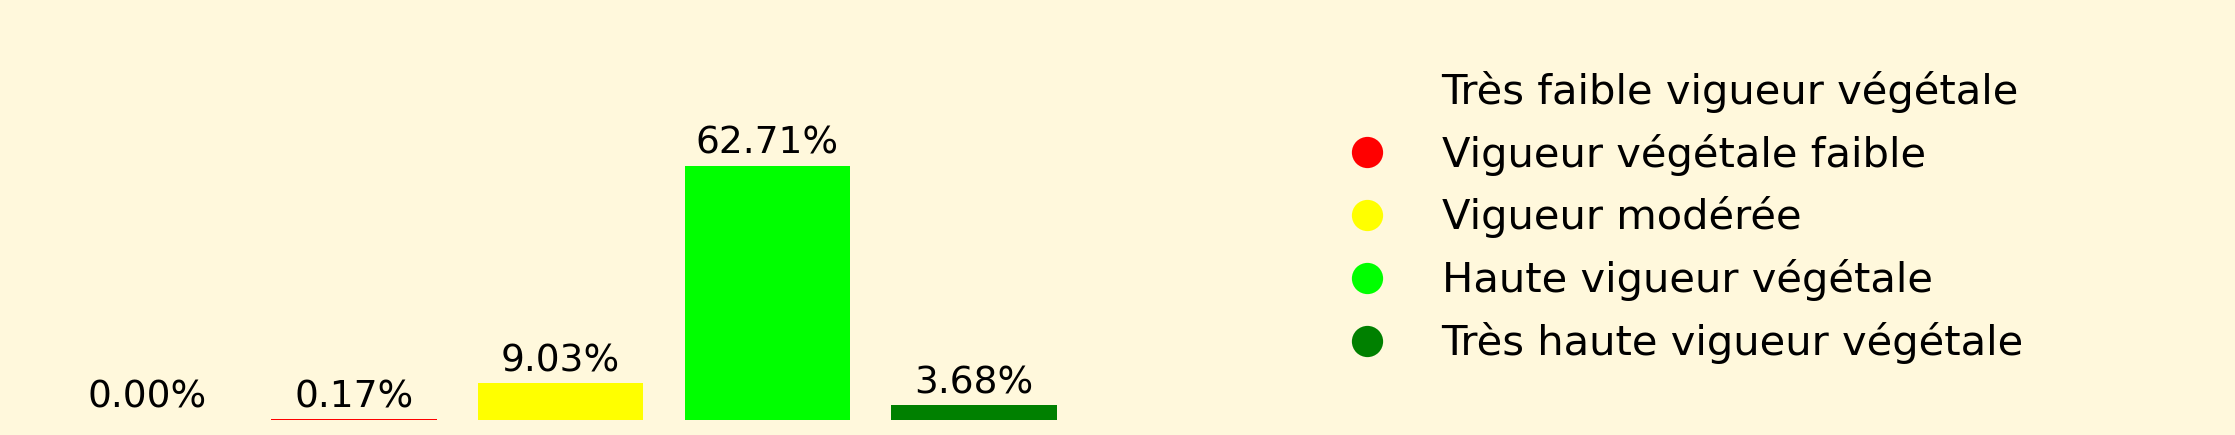 0.00%
0.17%
9.03%
62.71%
3.68%
Très faible vigueur végétale
Vigueur végétale faible
Vigueur modérée
Haute vigueur végétale
Très haute vigueur végétale